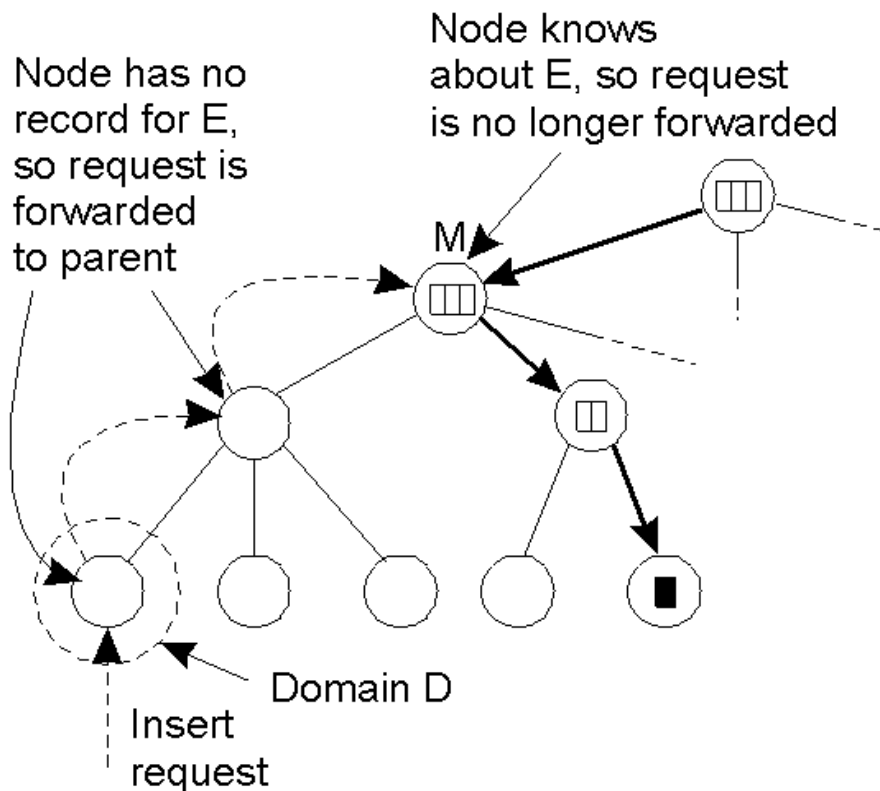 Node has no
record for E,
so request is
forwarded
to parent
Node knows
about E, so request
is no longer forwarded
M
Domain D
Insert
request